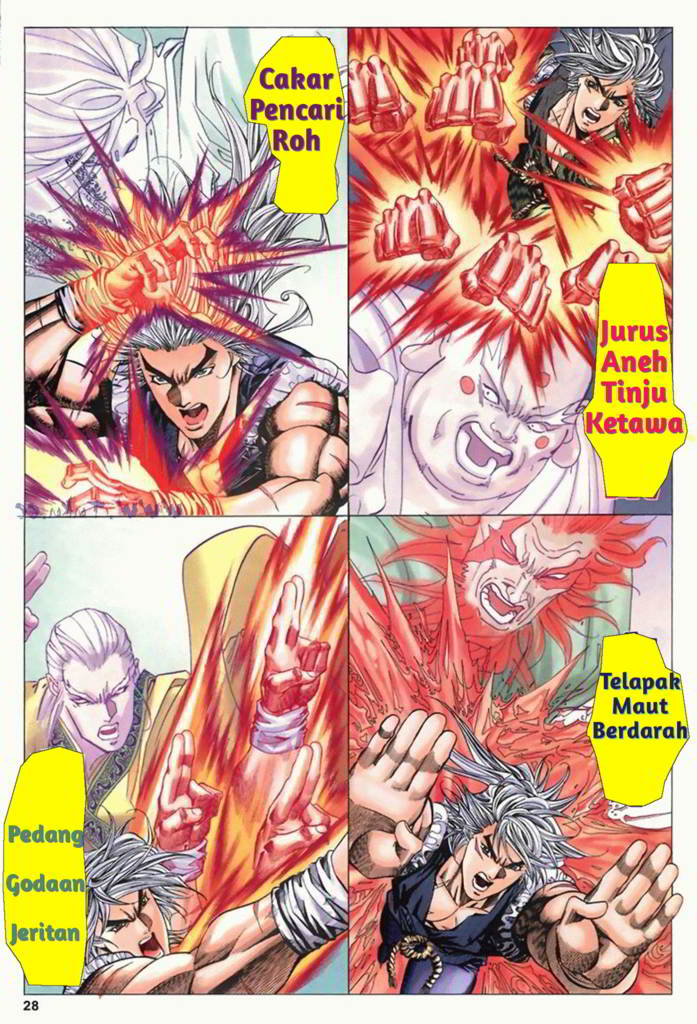 Cakar
Pencari
Roh
Jurus
Aneh
Tinju
Ketawa
Pedang
Godaan
Jeritan
Telapak
Maut
Berdarah
28